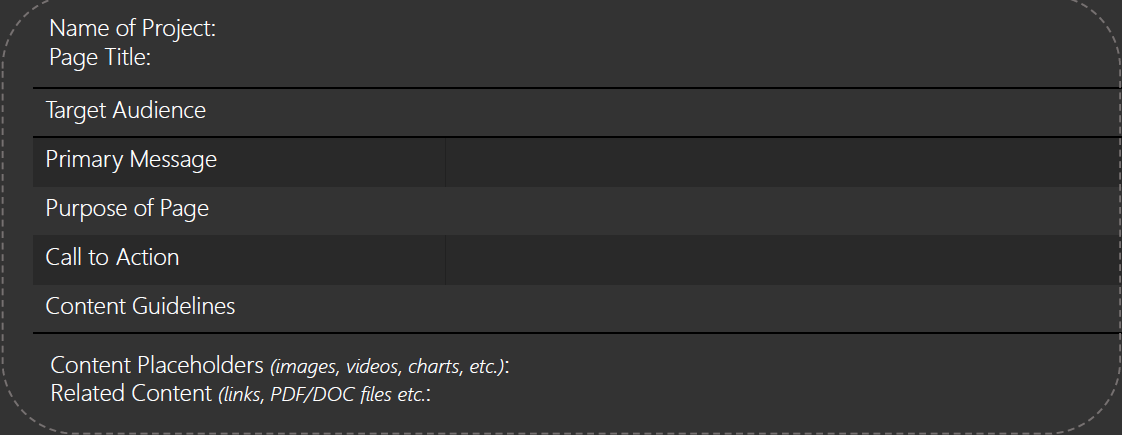 Name of Project:
Page Title:
Target Audience
Primary Message
Purpose of Page
Call to Action
Content Guidelines
Content Placeholders (images, videos, charts, etc.):
Related Content (links, PDF/DOC files etc.: